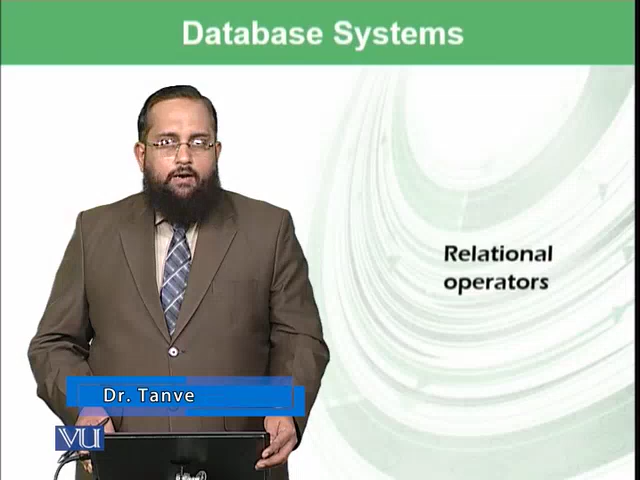 Database Systems
Relational
operators
Dr. Tanve
VU